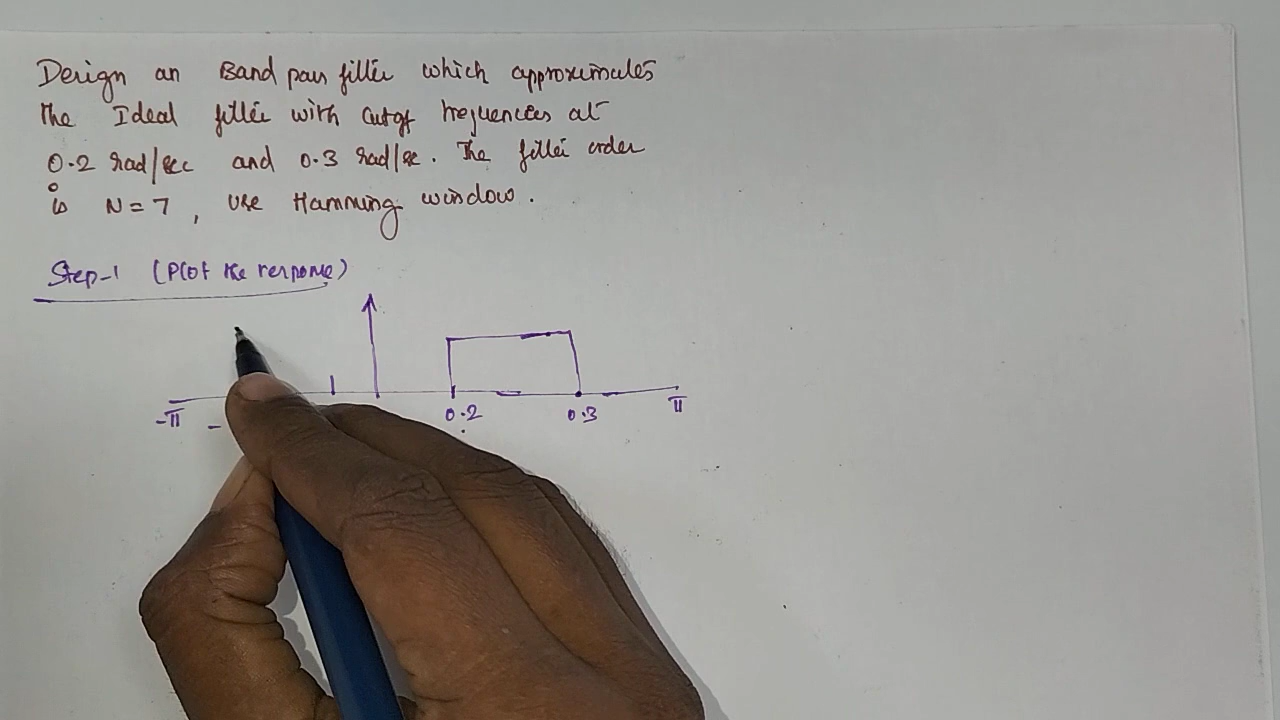 Design an Band pass filter which approximates
the Ideal filter with cutoff frequencies at
0.2 rad/sec and 0.3 rad/se. The filter order
is N = 7, use Hamming window.
Step-1 (Plot the response)
-π - 0.2 0.3 π